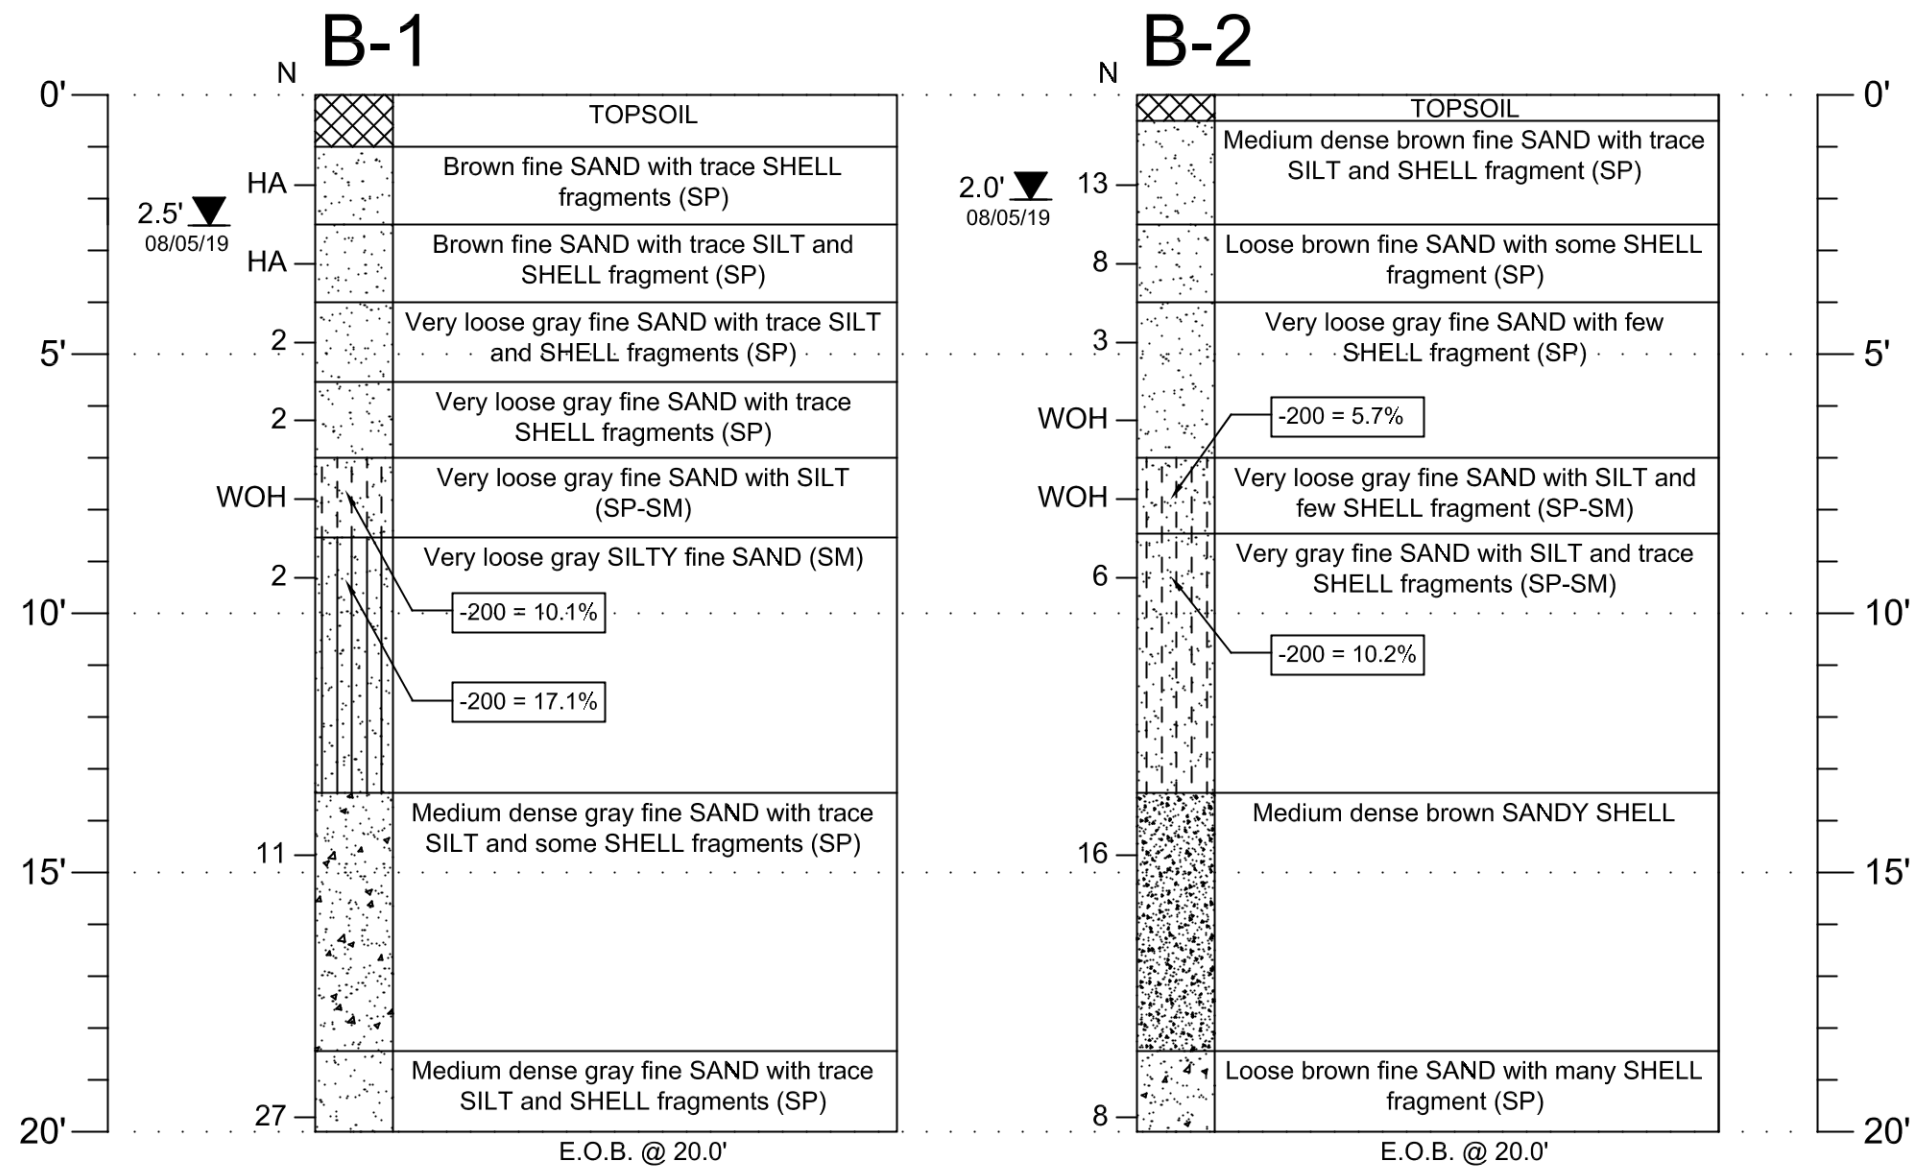 B-1
B-2
N
N
0'
TOPSOIL
TOPSOIL
0'
HA
Brown fine SAND with trace SHELL
fragments (SP)
2.5'
08/05/19
HA
Brown fine SAND with trace SILT and
SHELL fragment (SP)
2
Very loose gray fine SAND with trace SILT
and SHELL fragments (SP)
5'
2
Very loose gray fine SAND with trace
SHELL fragments (SP)
WOH
Very loose gray fine SAND with SILT
(SP-SM)
2
Very loose gray SILTY fine SAND (SM)
-200 = 10.1%
10'
-200 = 17.1%
11
Medium dense gray fine SAND with trace
SILT and some SHELL fragments (SP)
15'
27
Medium dense gray fine SAND with trace
SILT and SHELL fragments (SP)
20'
E.O.B. @ 20.0'
Medium dense brown fine SAND with trace
SILT and SHELL fragment (SP)
2.0'
08/05/19
13
8
Loose brown fine SAND with some SHELL
fragment (SP)
3
Very loose gray fine SAND with few
SHELL fragment (SP)
5'
WOH
-200 = 5.7%
WOH
Very loose gray fine SAND with SILT and
few SHELL fragment (SP-SM)
6
Very gray fine SAND with SILT and trace
SHELL fragments (SP-SM)
10'
-200 = 10.2%
16
Medium dense brown SANDY SHELL
15'
8
Loose brown fine SAND with many SHELL
fragment (SP)
20'
E.O.B. @ 20.0'